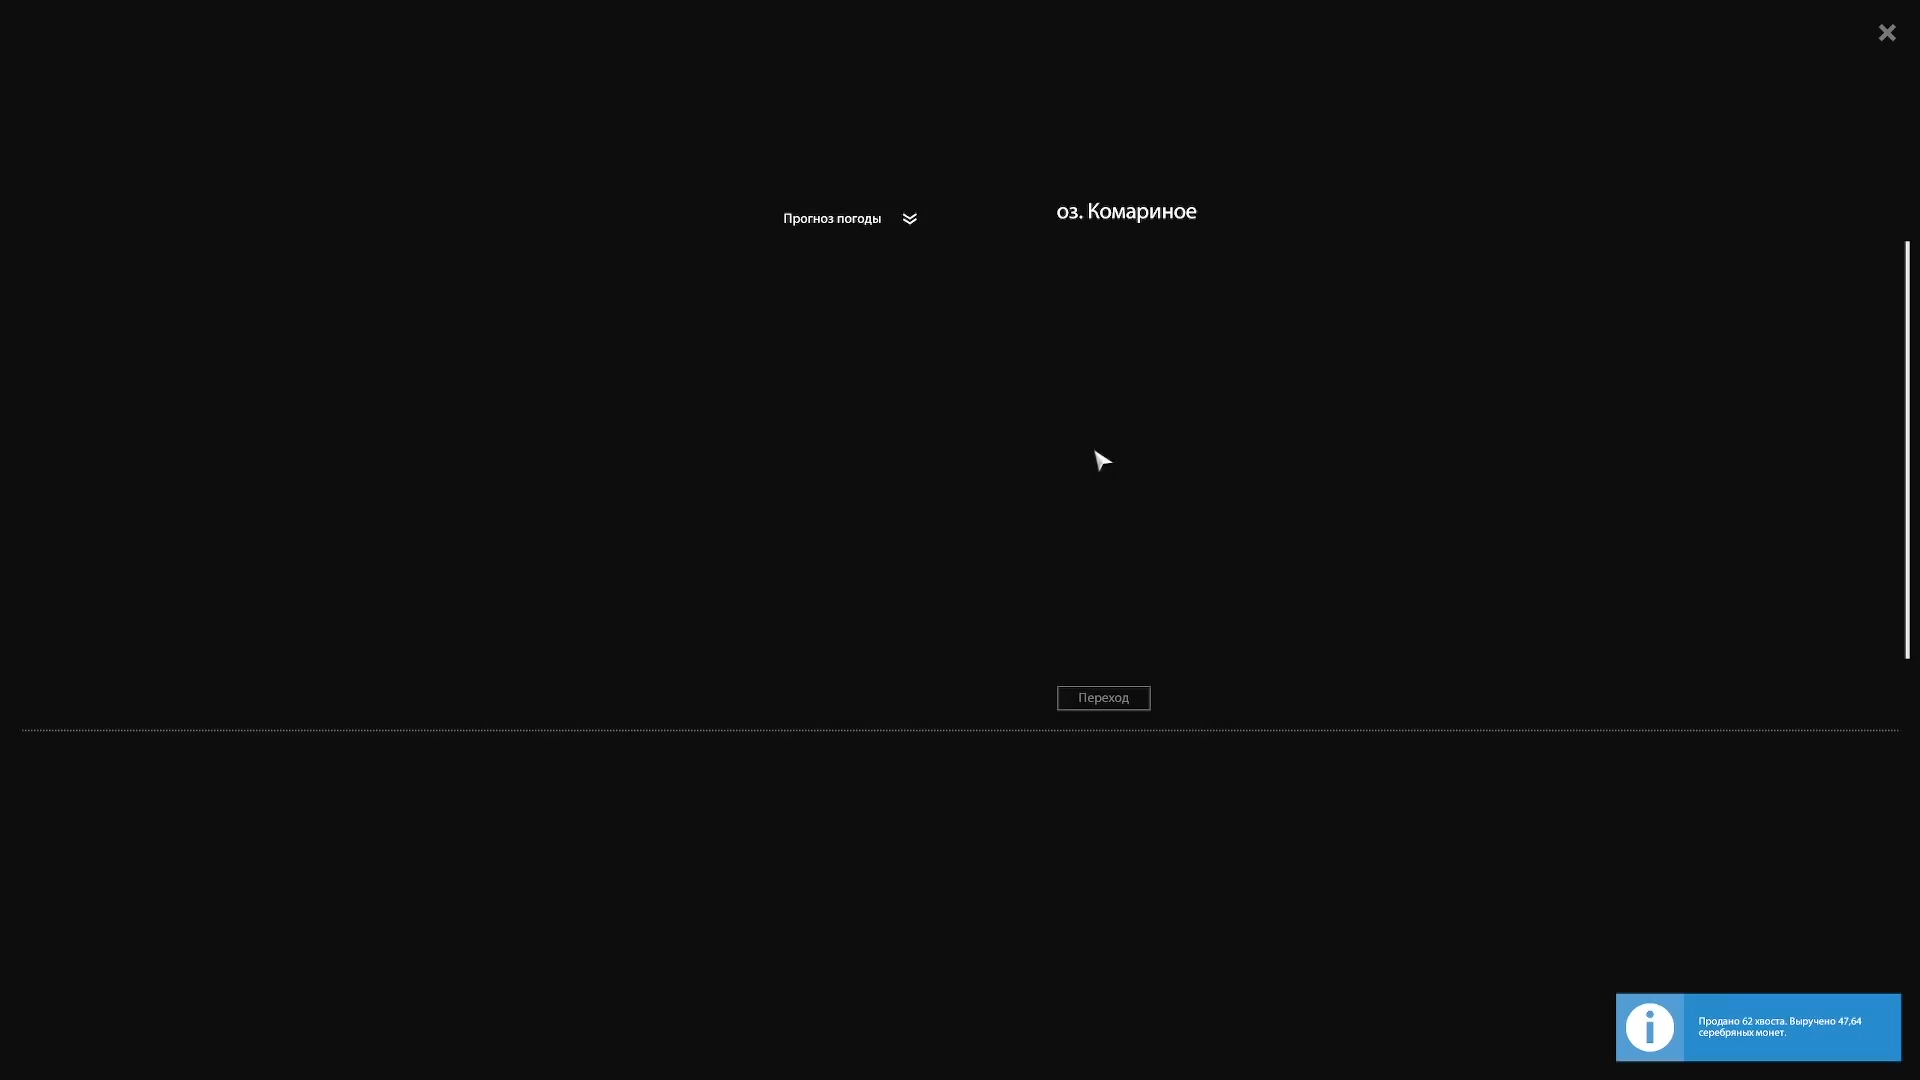 Прогноз погоды
оз. Комариное
Переход
Продано 62 хвоста. Выручено 47,64
серебряных монет.